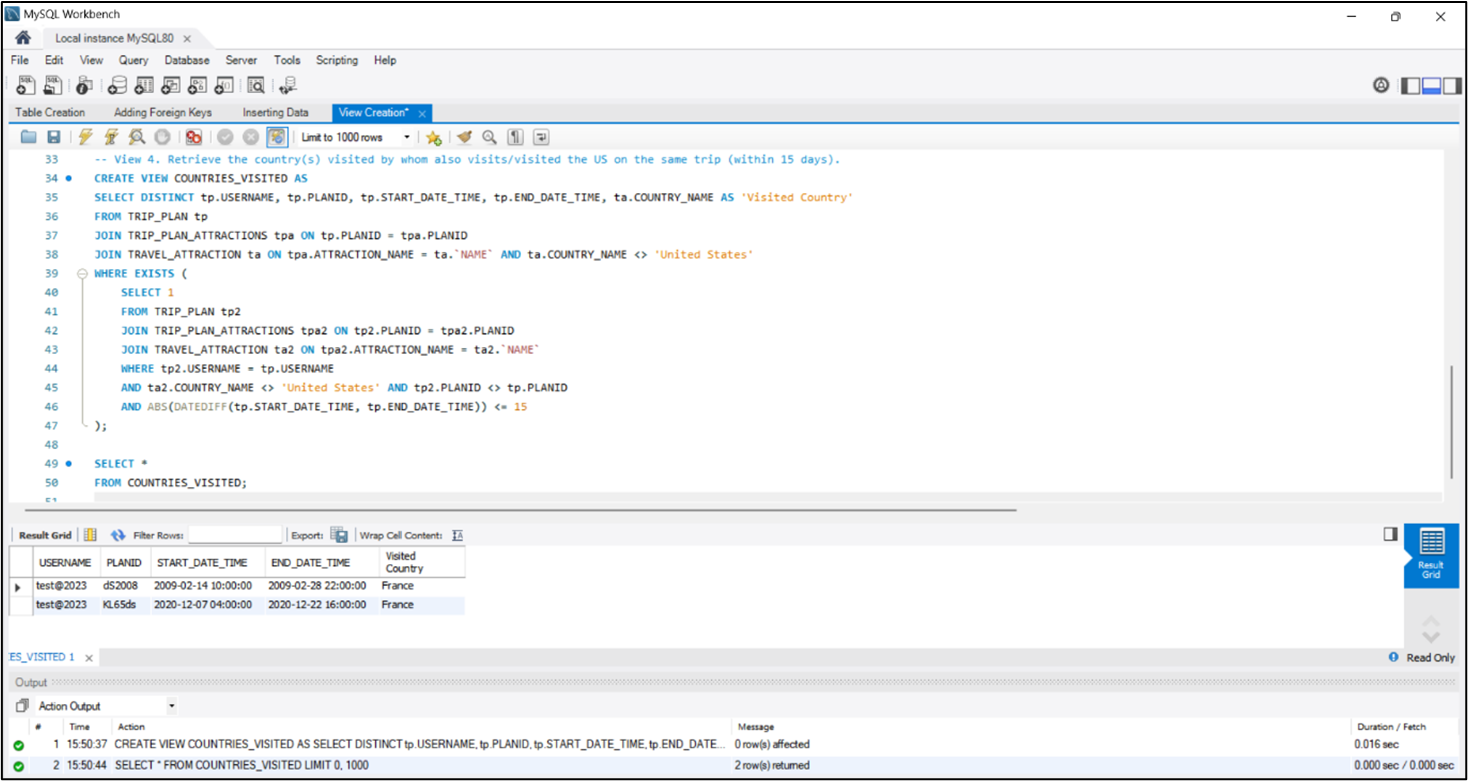 MySQL Workbench
Local instance MySQL80
File Edit View Query Database Server Tools Scripting Help
Table Creation Adding Foreign Keys Inserting Data View Creation*
Limit to 1000 rows
33 -- View 4. Retrieve the country(s) visited by whom also visits/visited the US on the same trip (within 15 days).
34 CREATE VIEW COUNTRIES_VISITED AS
35 SELECT DISTINCT tp.USERNAME, tp.PLANID, tp.START_DATE_TIME, tp.END_DATE_TIME, ta.COUNTRY_NAME AS 'Visited Country'
36 FROM TRIP_PLAN tp
37 JOIN TRIP_PLAN_ATTRACTIONS tpa ON tp.PLANID = tpa.PLANID
38 JOIN TRAVEL_ATTRACTION ta ON tpa.ATTRACTION_NAME = ta.`NAME` AND ta.COUNTRY_NAME <> 'United States'
39 WHERE EXISTS (
40 SELECT 1
41 FROM TRIP_PLAN tp2
42 JOIN TRIP_PLAN_ATTRACTIONS tpa2 ON tp2.PLANID = tpa2.PLANID
43 JOIN TRAVEL_ATTRACTION ta2 ON tpa2.ATTRACTION_NAME = ta2.`NAME`
44 WHERE tp2.USERNAME = tp.USERNAME
45 AND ta2.COUNTRY_NAME <> 'United States' AND tp2.PLANID <> tp.PLANID
46 AND ABS(DATEDIFF(tp.START_DATE_TIME, tp.END_DATE_TIME)) <= 15
47 );
48
49 SELECT *
50 FROM COUNTRIES_VISITED;
51
Result Grid Filter Rows: Export: Wrap Cell Content:
USERNAME PLANID START_DATE_TIME END_DATE_TIME Visited Country
test@2023 dS2008 2009-02-14 10:00:00 2009-02-28 22:00:00 France
test@2023 KL65ds 2020-12-07 04:00:00 2020-12-22 16:00:00 France
Result Grid
ES_VISITED 1
Read Only
Output
Action Output
# Time Action Message Duration / Fetch
1 15:50:37 CREATE VIEW COUNTRIES_VISITED AS SELECT DISTINCT tp.USERNAME, tp.PLANID, tp.START_DATE_TIME, tp.END_DATE... 0 row(s) affected 0.016 sec
2 15:50:44 SELECT * FROM COUNTRIES_VISITED LIMIT 0, 1000 2 row(s) returned 0.000 sec / 0.000 sec